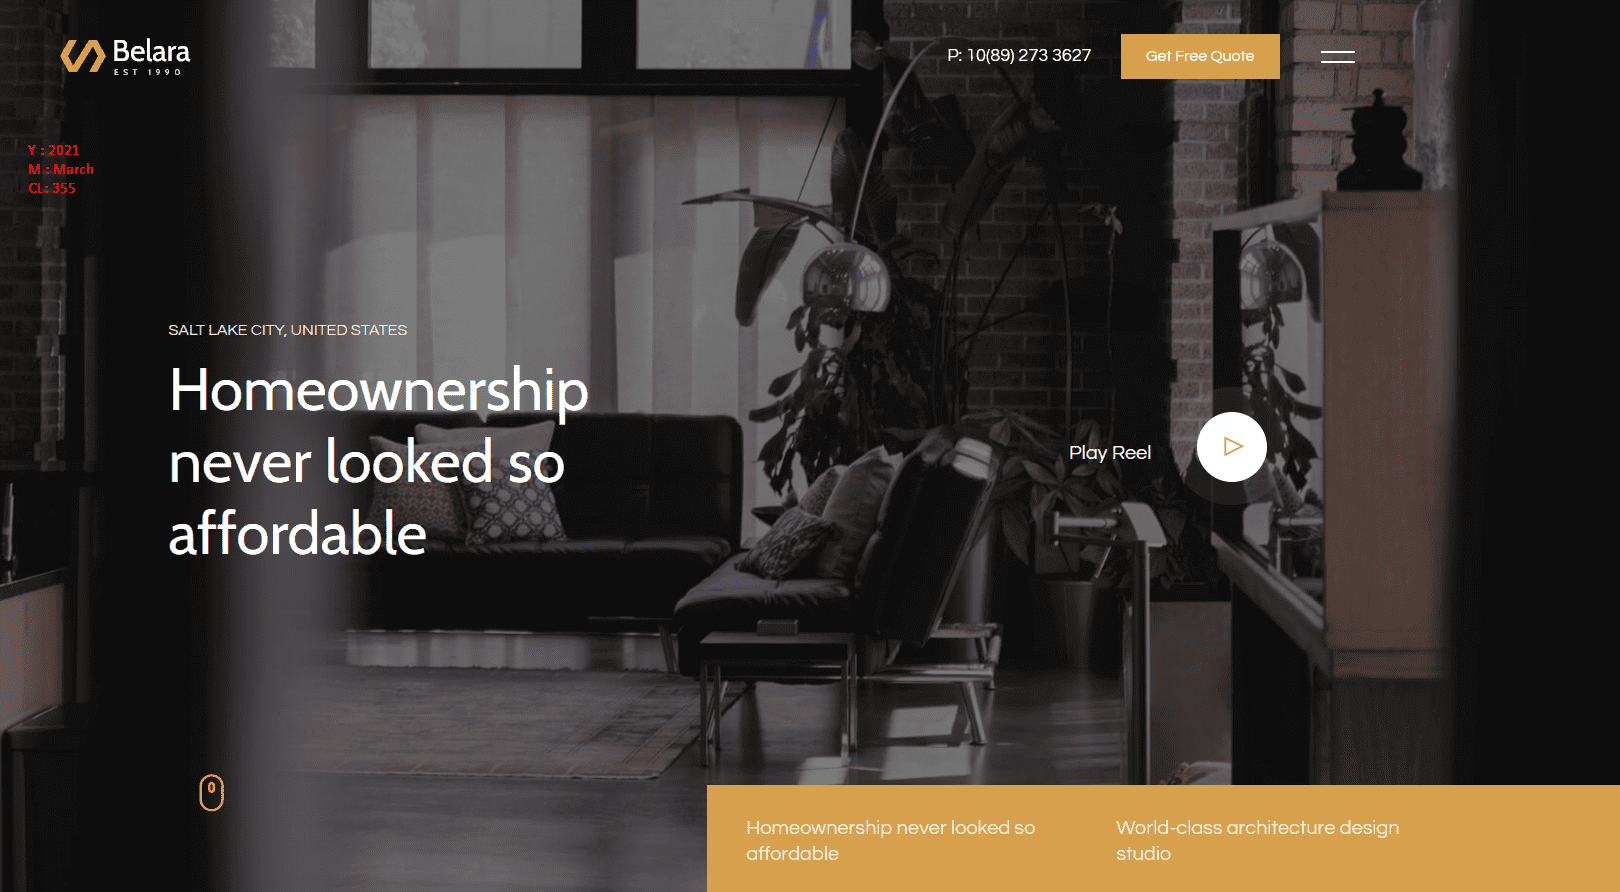 Belara
EST 1990
P: 10(89) 273 3627
Get Free Quote
Y : 2021
M : March
CL: 355
SALT LAKE CITY, UNITED STATES
Homeownership
never looked so
affordable
Play Reel
Homeownership never looked so
affordable
World-class architecture design
studio